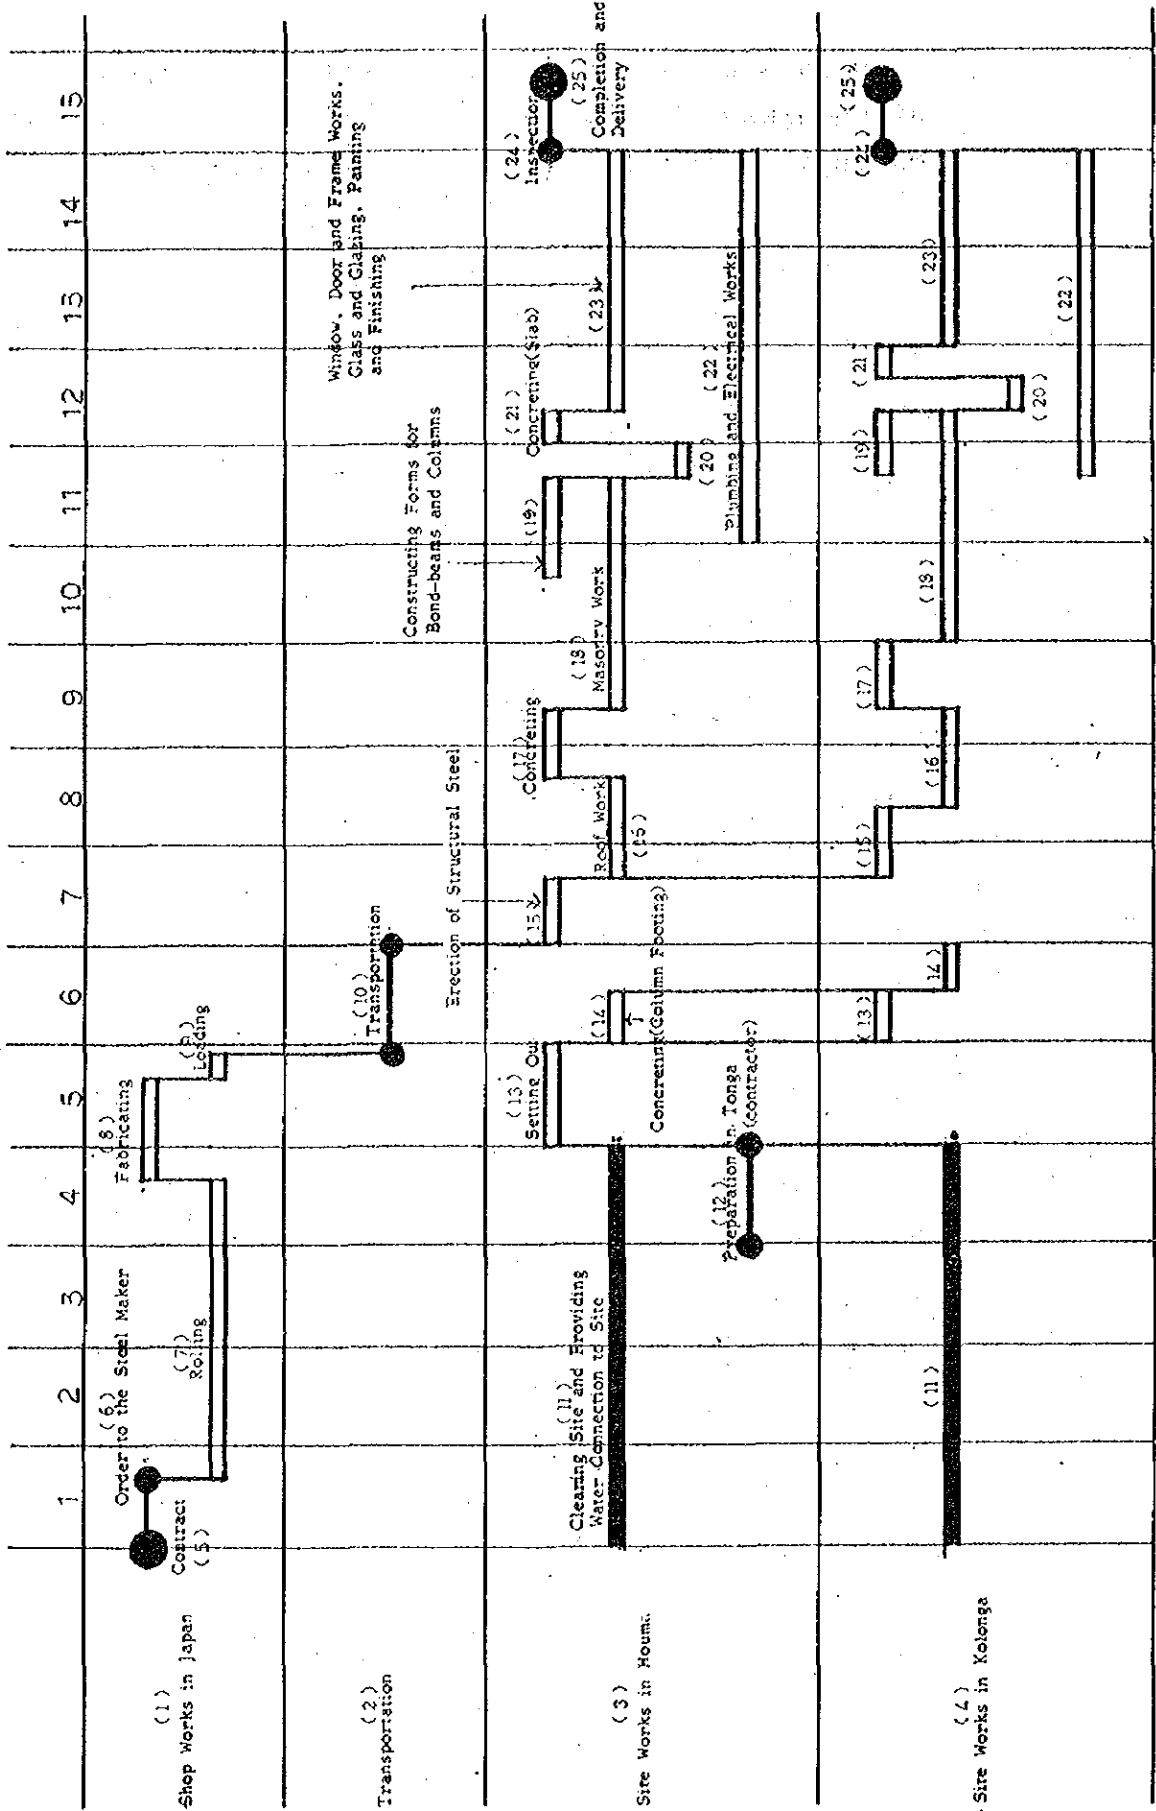 1 2 3 4 5 6 7 8 9 10 11 12 13 14 15
( 1 )
Shop Works in Japan
Contract
( 5 )
( 6 )
Order to the Steel Maker
( 7 )
Rolling
( 8 )
Fabricating
( 9 )
Loading
( 2 )
Transportation
( 10 )
Transportation
Erection of Structural Steel
Constructing Forms for
Bond-beams and Columns
Window, Door and Frame Works,
Glass and Glazing, Painting
and Finishing
( 3 )
Site Works in Houma
( 11 )
Clearing Site and Providing
Water Connection to Site
( 12 )
Preparation in Tonga
(contractor)
( 13 )
Setting Out
( 14 )
Concreting(Column Footing)
( 15 )
Roof Work
( 16 )
( 17 )
Concreting
( 18 )
Masonry Work
( 19 )
( 20 )
( 21 )
Concreting(Slab)
( 22 )
Plumbing and Electrical Works
( 23 )
( 24 )
Inspection
( 25 )
Completion and
Delivery
( 4 )
Site Works in Kolonga
( 11 )
( 13 )
( 14 )
( 15 )
( 16 )
( 17 )
( 18 )
( 19 )
( 20 )
( 21 )
( 22 )
( 23 )
( 25 )